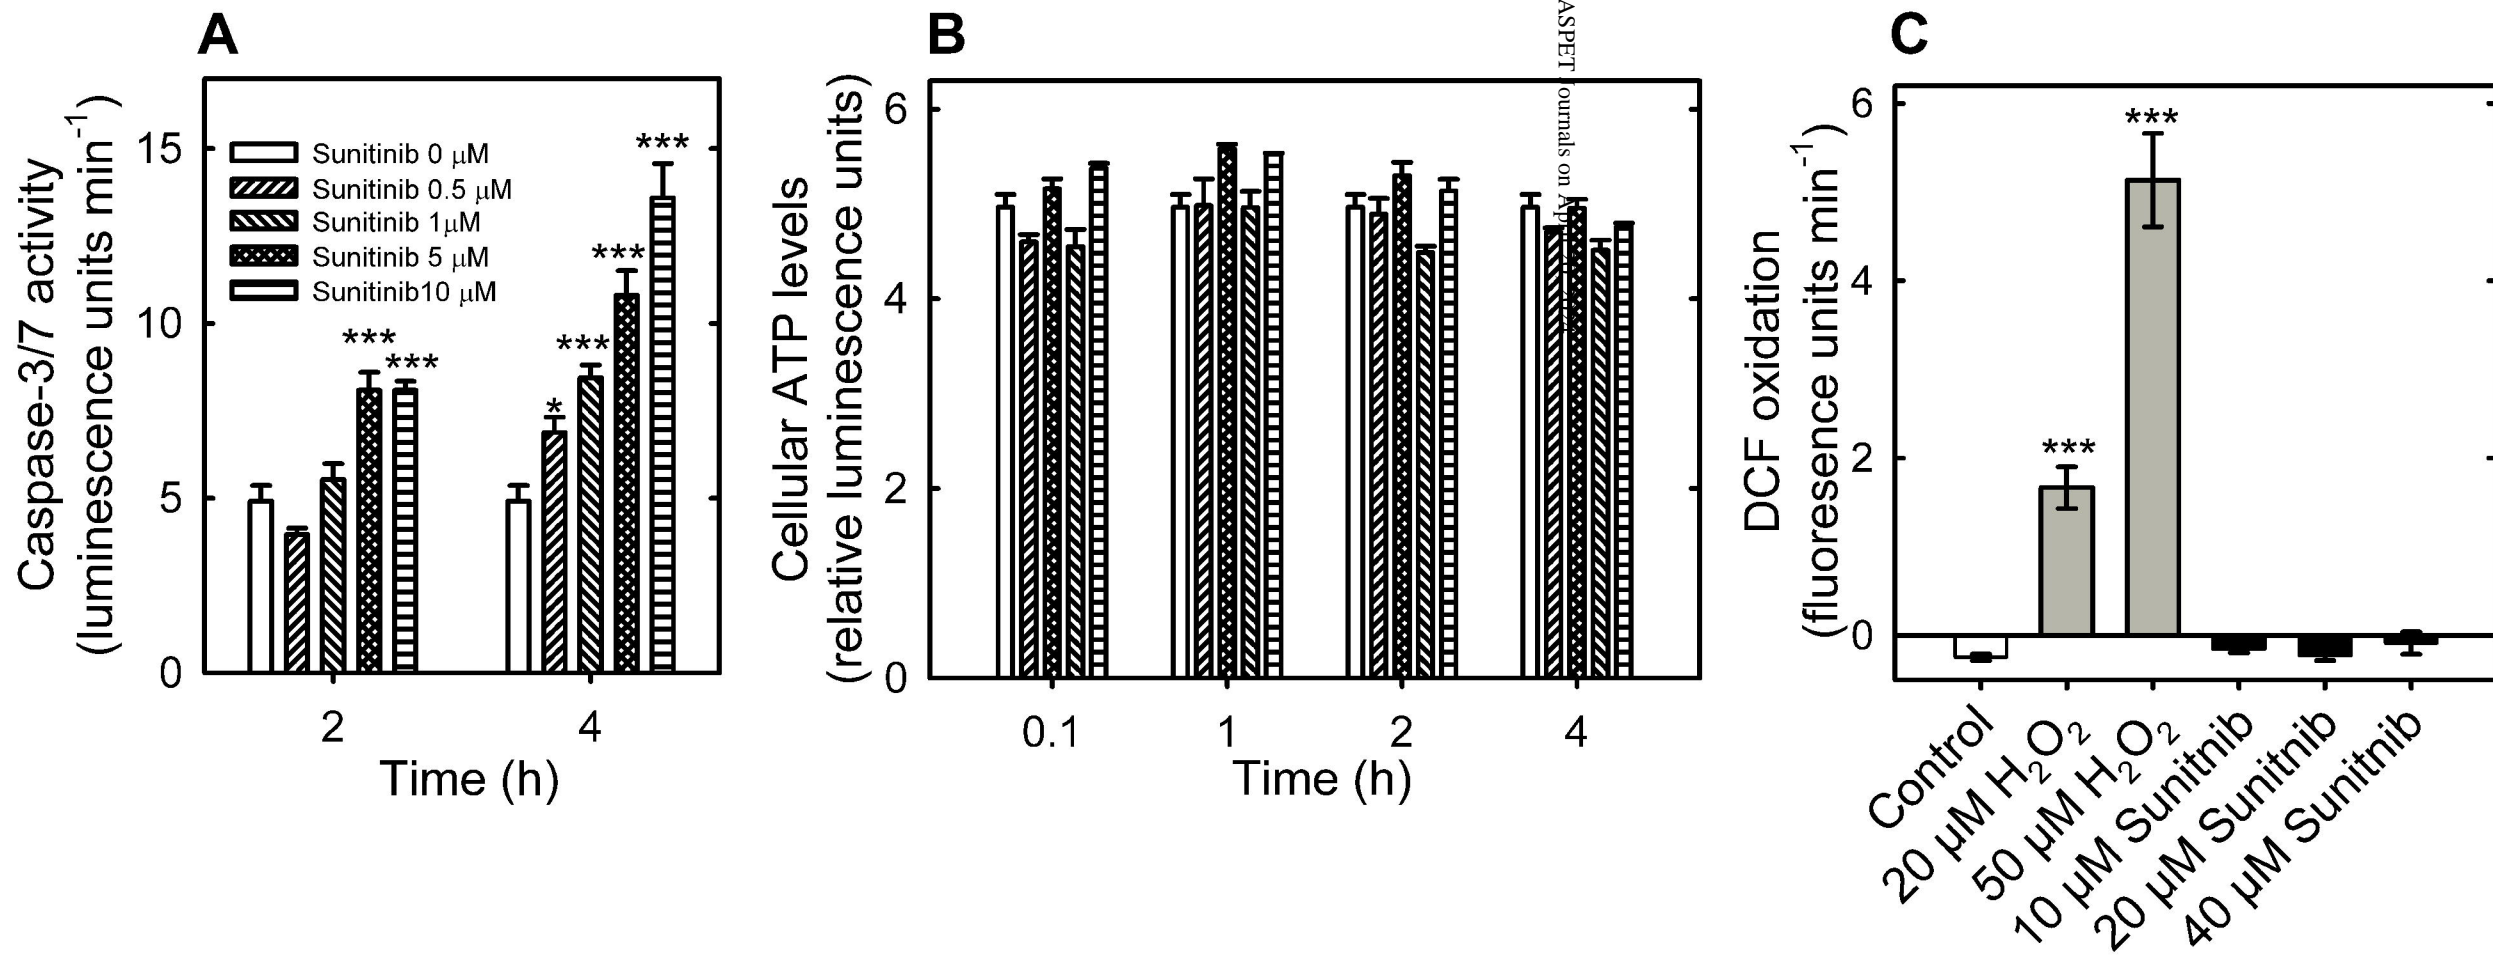 A
Caspase-3/7 activity
(luminescence units min⁻¹)
15
10
5
0
Sunitinib 0 μM
Sunitinib 0.5 μM
Sunitinib 1μM
Sunitinib 5 μM
Sunitinib10 μM
***
***
*
***
***
***
2
4
Time (h)
B
Cellular ATP levels
(relative luminescence units)
6
4
2
0
0.1
1
2
4
Time (h)
ASPET Journals on
C
DCF oxidation
(fluoresence units min⁻¹)
6
4
2
0
***
***
Control
20 μM H₂O₂
50 μM H₂O₂
10 μM Sunitnib
20 μM Sunitnib
40 μM Sunitnib